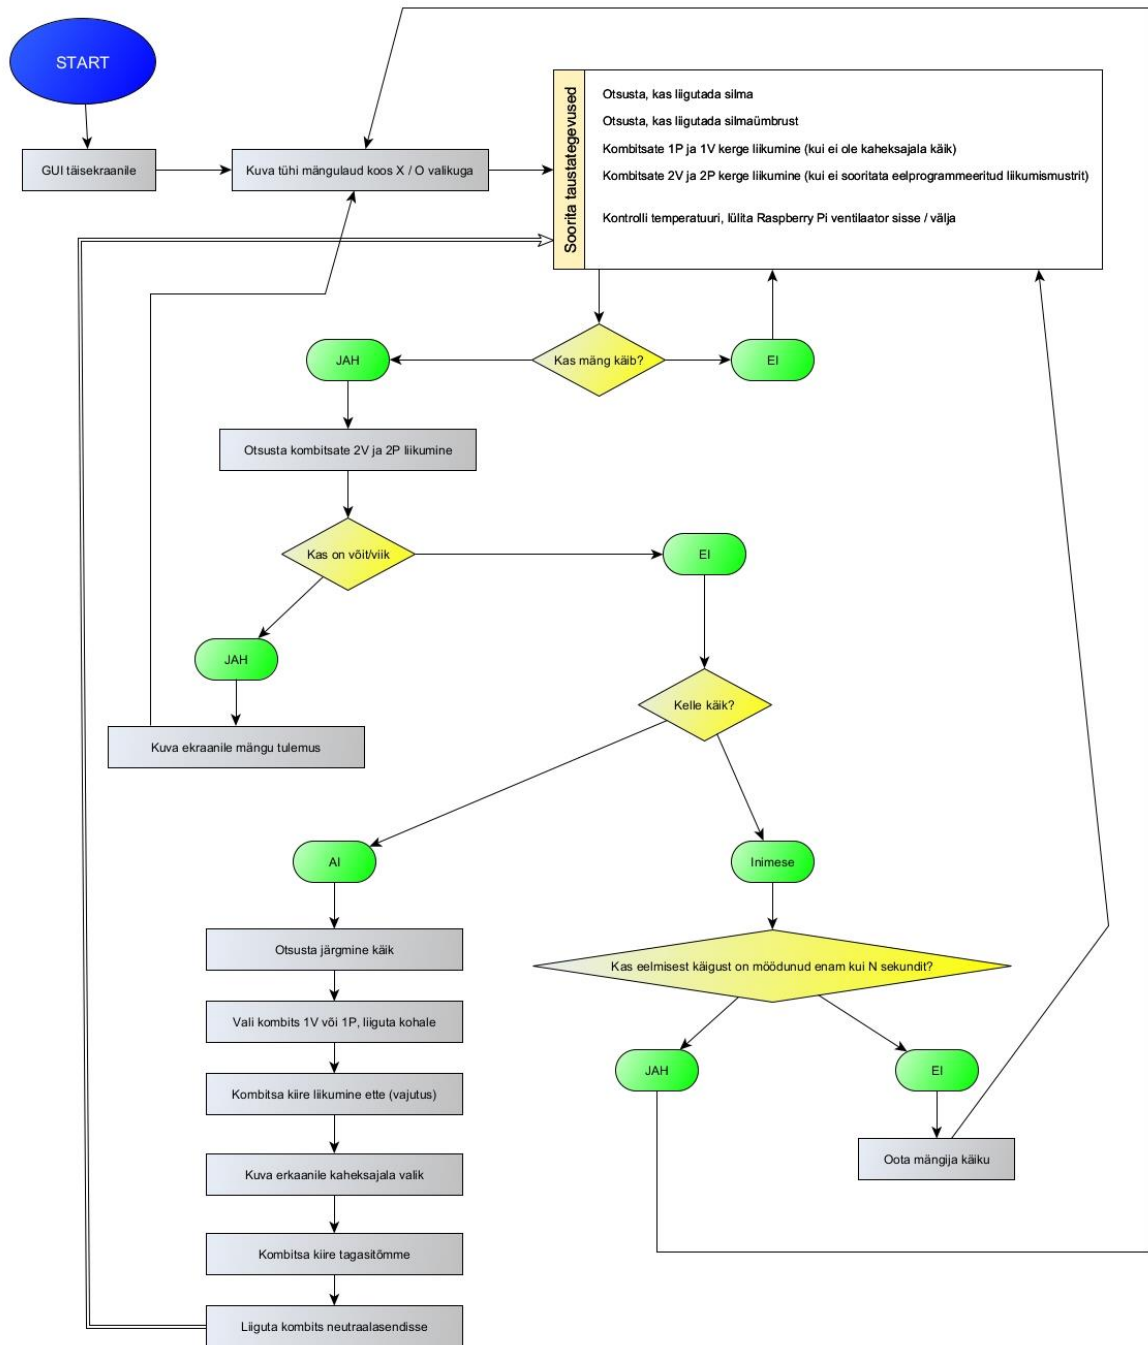 START
GUI täisekraanile
Kuva tühi mängulaud koos X / O valikuga
Soorita taustategevused
Otsusta, kas liigutada silma
Otsusta, kas liigutada silmaümbrust
Kombitsate 1P ja 1V kerge liikumine (kui ei ole kaheksajala käik)
Kombitsate 2V ja 2P kerge liikumine (kui ei sooritata eelprogrammeeritud liikumismustrit)
Kontrolli temperatuuri, lülita Raspberry Pi ventilaator sisse / välja
JAH
Kas mäng käib?
EI
Otsusta kombitsate 2V ja 2P liikumine
Kas on võit/viik
EI
JAH
Kelle käik?
Kuva ekraanile mängu tulemus
AI
Inimese
Otsusta järgmine käik
Kas eelmisest käigust on möödunud enam kui N sekundit?
Vali kombits 1V või 1P, liiguta kohale
JAH
EI
Kombitsa kiire liikumine ette (vajutus)
Oota mängija käiku
Kuva erkaanile kaheksajala valik
Kombitsa kiire tagasitõmme
Liiguta kombits neutraalasendisse